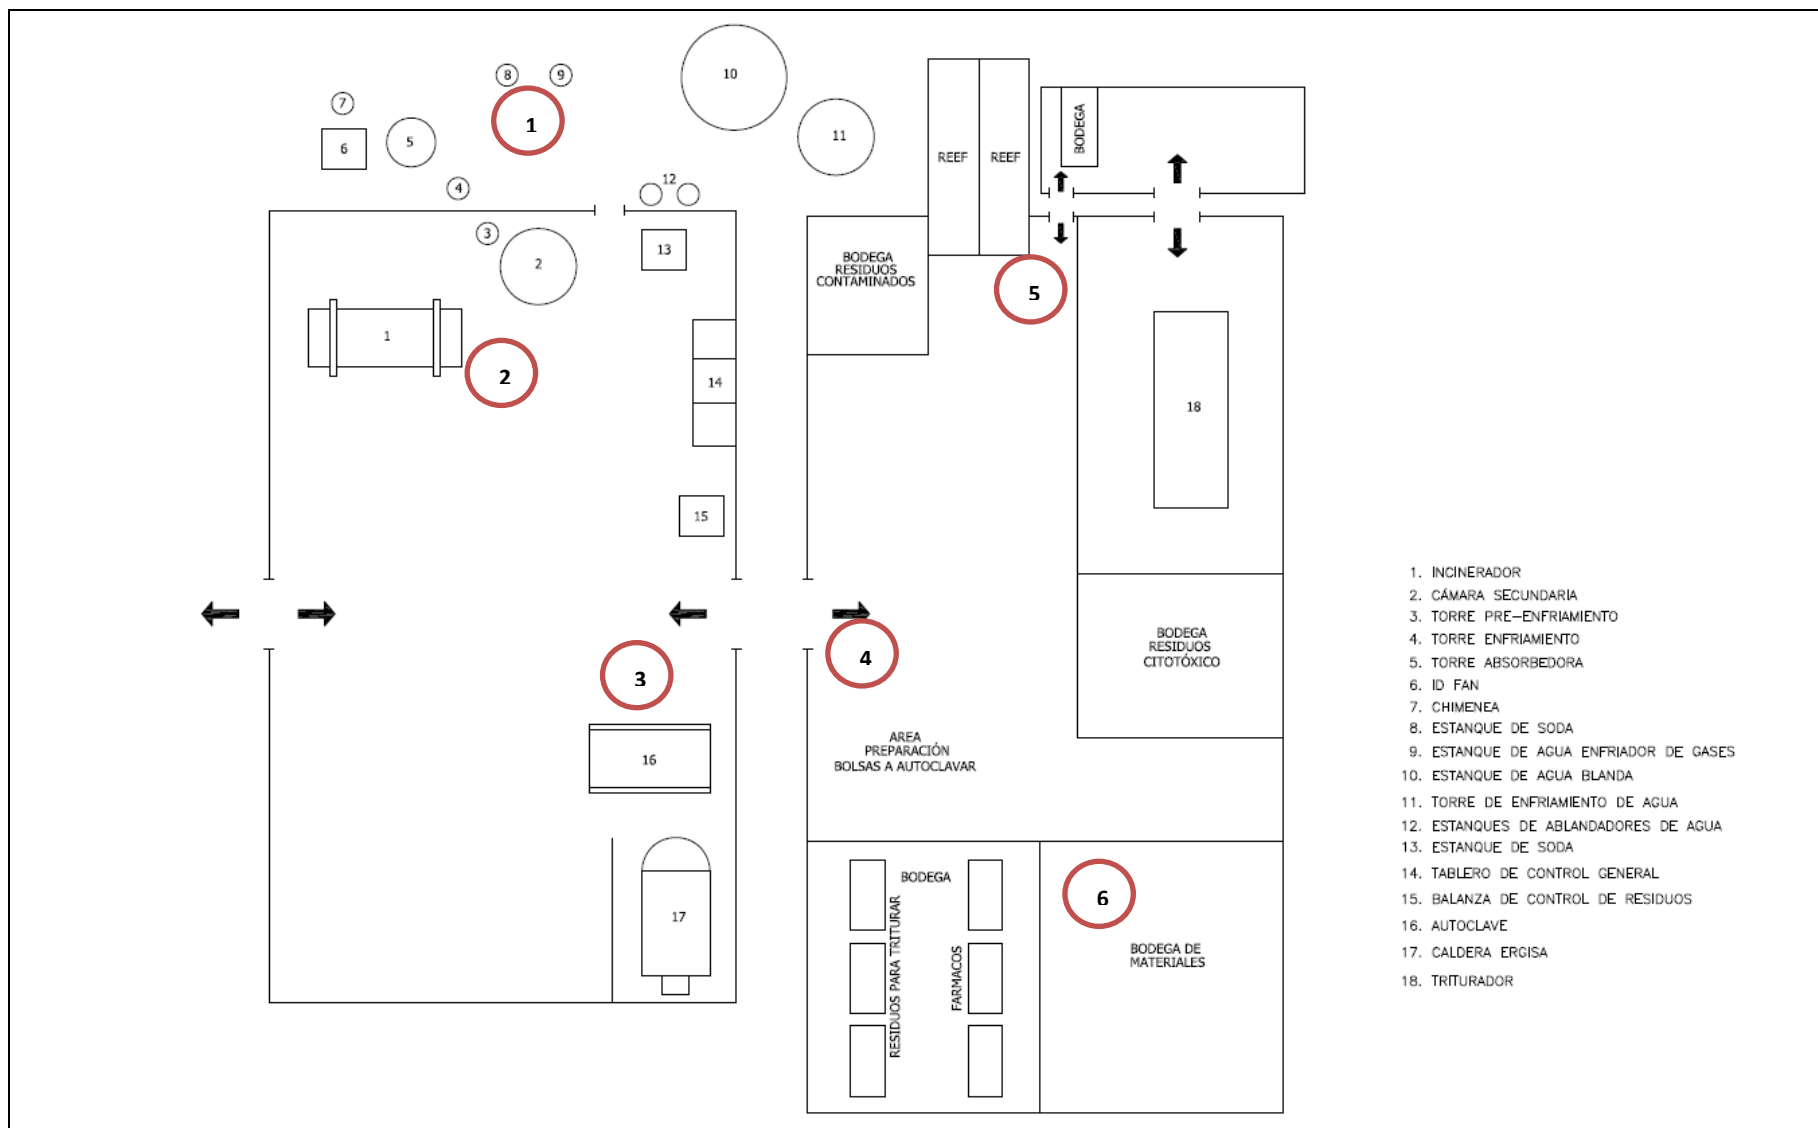 8
9
10
7
1
11
6
5
BODEGA
REEF
REEF
4
12
3
13
2
BODEGA
RESIDUOS
CONTAMINADOS
5
1
2
14
18
15
1. INCINERADOR
2. CÁMARA SECUNDARIA
3. TORRE PRE-ENFRIAMIENTO
4. TORRE ENFRIAMIENTO
5. TORRE ABSORBEDORA
6. ID FAN
7. CHIMENEA
8. ESTANQUE DE SODA
9. ESTANQUE DE AGUA ENFRIADOR DE GASES
10. ESTANQUE DE AGUA BLANDA
11. TORRE DE ENFRIAMIENTO DE AGUA
12. ESTANQUES DE ABLANDADORES DE AGUA
13. ESTANQUE DE SODA
14. TABLERO DE CONTROL GENERAL
15. BALANZA DE CONTROL DE RESIDUOS
16. AUTOCLAVE
17. CALDERA ERGISA
18. TRITURADOR
BODEGA
RESIDUOS
CITOTÓXICO
3
4
16
AREA
PREPARACIÓN
BOLSAS A AUTOCLAVAR
17
BODEGA
RESIDUOS PARA TRITURAR
FARMACOS
6
BODEGA DE
MATERIALES